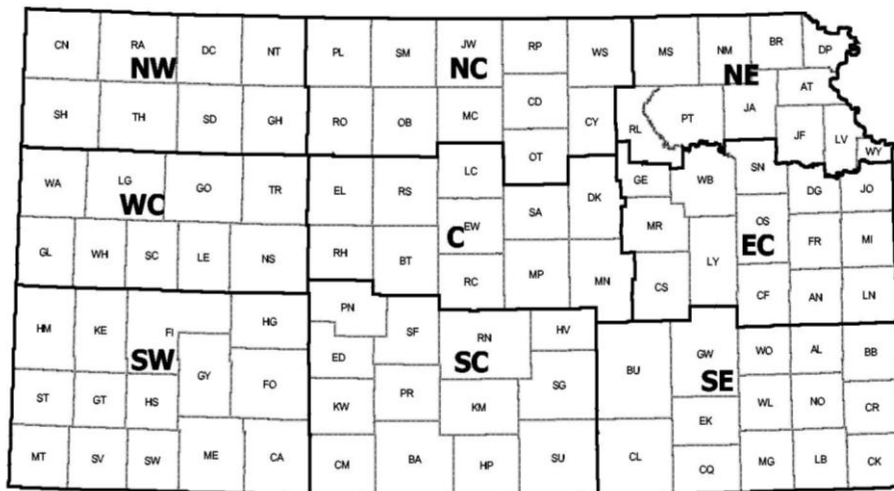 CN RA DC NT PL SM JW RP WS MS NM BR DP
NW NC NE
SH TH SD GH RO OB MC CD CY RL PT JA AT
OT JF LV WY
WA LG GO TR EL RS LC DK GE WB SN DG JO
WC C EW SA MR OS EC
GL WH SC LE NS RH BT RC MP MN CS LY FR MI
CF AN LN
HM KE FI HG PN SF RN HV BU GW WO AL BB
SW GY ED SC SE
ST GT HS FO KW PR KM SG EK WL NO CR
MT SV SW ME CA CM BA HP SU CL CQ MG LB CK